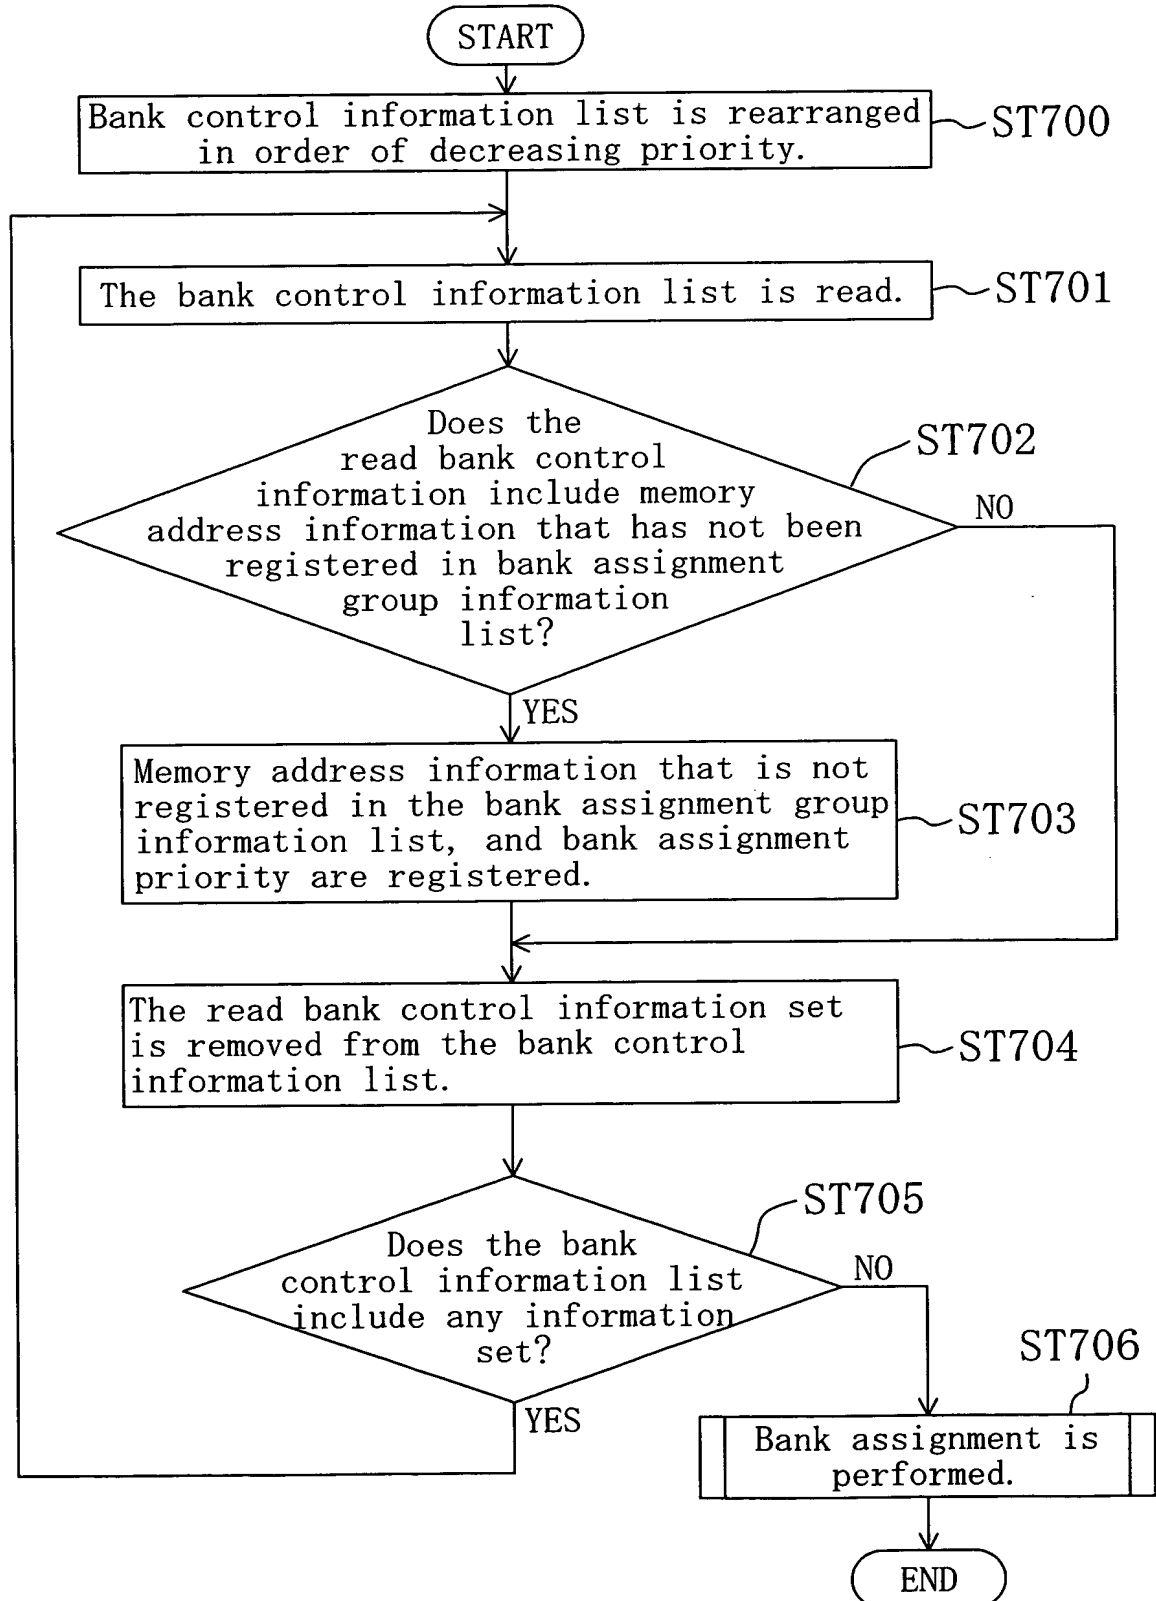 START
Bank control information list is rearranged
in order of decreasing priority.
ST700
The bank control information list is read.
ST701
Does the
read bank control
information include memory
address information that has not been
registered in bank assignment
group information
list?
ST702
NO
YES
Memory address information that is not
registered in the bank assignment group
information list, and bank assignment
priority are registered.
ST703
The read bank control information set
is removed from the bank control
information list.
ST704
Does the bank
control information list
include any information
set?
ST705
NO
YES
ST706
Bank assignment is
performed.
END